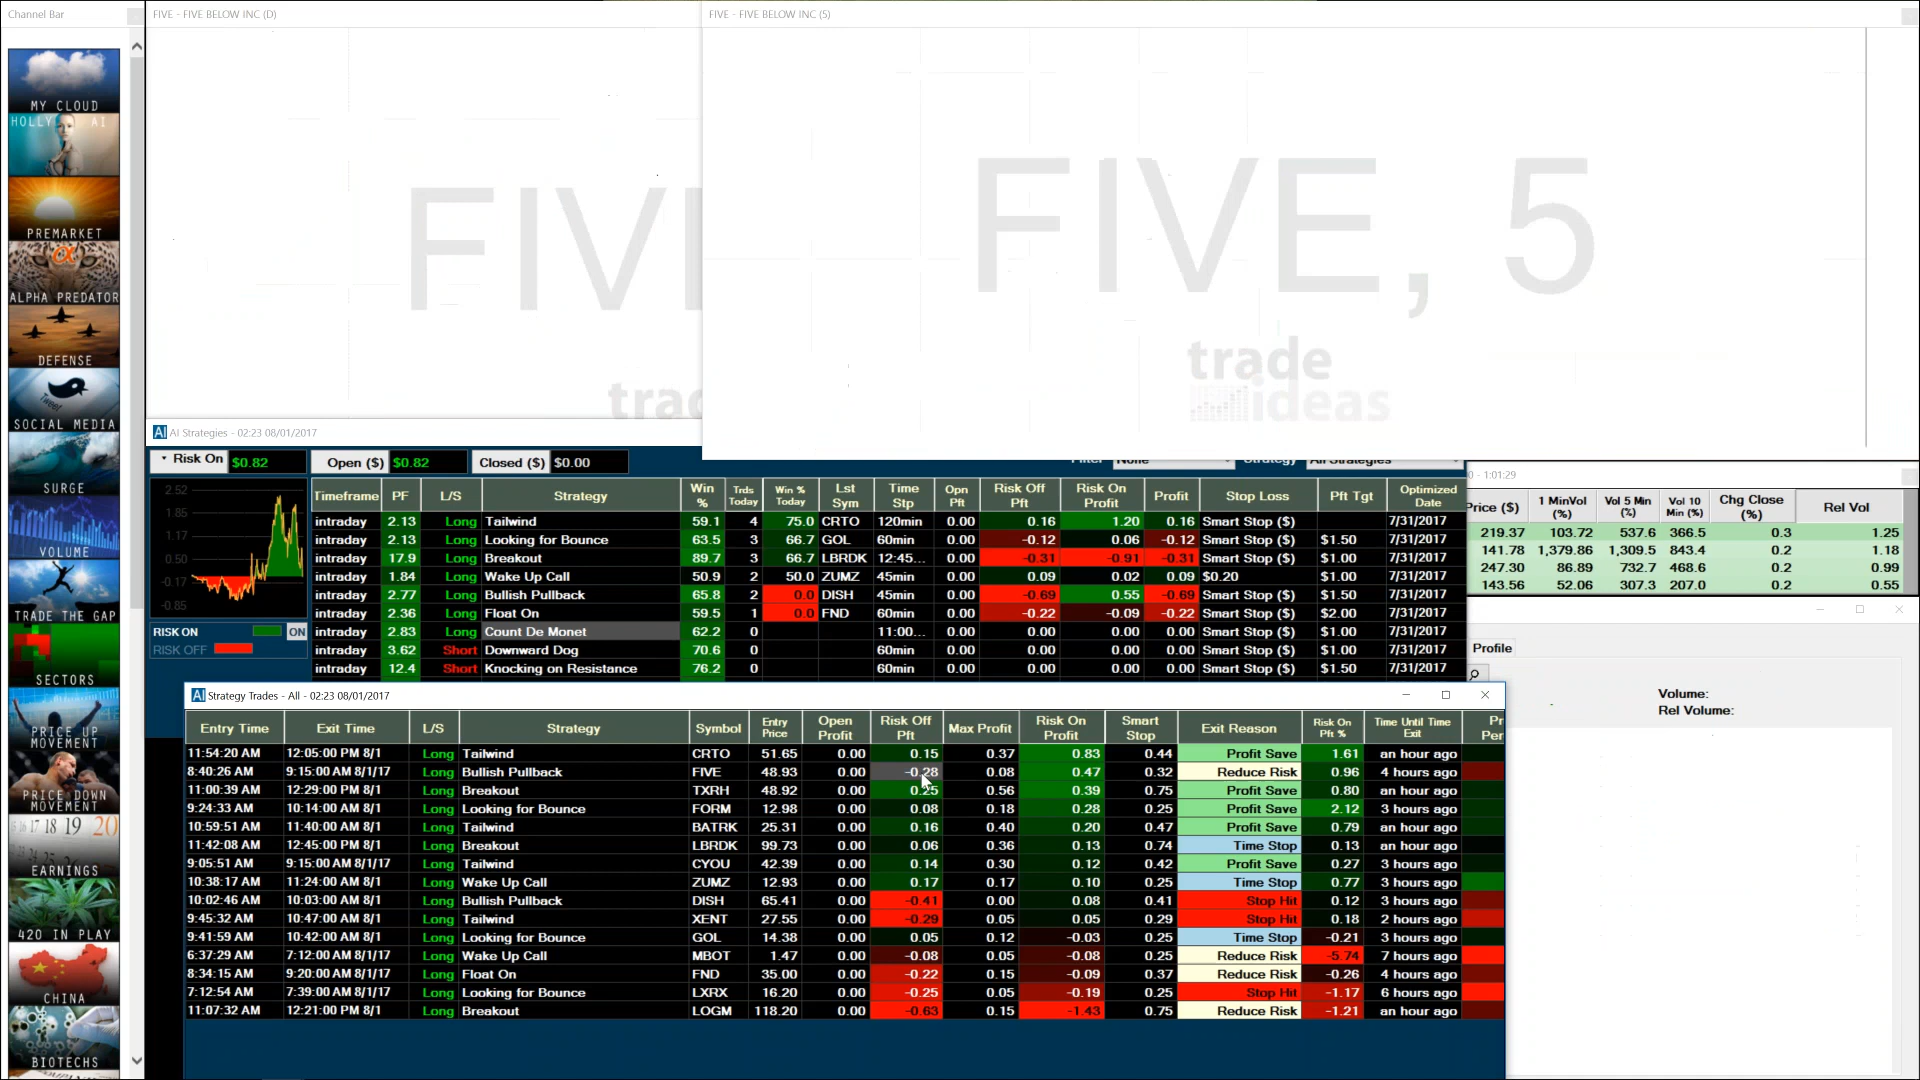 Channel Bar
FIVE - FIVE BELOW INC (D)
FIVE - FIVE BELOW INC (5)
MY CLOUD
HOLLY AI
PREMARKET
ALPHA PREDATOR
DEFENSE
Tweet
SOCIAL MEDIA
SURGE
VOLUME
TRADE THE GAP
SECTORS
PRICE UP
MOVEMENT
PRICE DOWN
MOVEMENT
16 17 18 19 20
EARNINGS
420 IN PLAY
CHINA
BIOTECHS
FIVE, 5
trade
ideas
AI AI Strategies - 02:23 08/01/2017
Risk On $0.82 Open ($) $0.82 Closed ($) $0.00
2.52
1.85
1.17
0.50
-0.17
-0.85
RISK ON ON
RISK OFF
Timeframe PF L/S Strategy Win % Trds Today Win % Today Lst Sym Time Stp Opn Pft Risk Off Pft Risk On Profit Profit Stop Loss Pft Tgt Optimized Date
intraday 2.13 Long Tailwind 59.1 4 75.0 CRTO 120min 0.00 0.16 1.20 0.16 Smart Stop ($) 7/31/2017
intraday 2.13 Long Looking for Bounce 63.5 3 66.7 GOL 60min 0.00 -0.12 0.06 -0.12 Smart Stop ($) $1.50 7/31/2017
intraday 17.9 Long Breakout 89.7 3 66.7 LBRDK 12:45... 0.00 -0.31 -0.91 -0.31 Smart Stop ($) $1.00 7/31/2017
intraday 1.84 Long Wake Up Call 50.9 2 50.0 ZUMZ 45min 0.00 0.09 0.02 0.09 $0.20 $1.00 7/31/2017
intraday 2.77 Long Bullish Pullback 65.8 2 0.0 DISH 45min 0.00 -0.69 0.55 -0.69 Smart Stop ($) $1.50 7/31/2017
intraday 2.36 Long Float On 59.5 1 0.0 FND 60min 0.00 -0.22 -0.09 -0.22 Smart Stop ($) $2.00 7/31/2017
intraday 2.83 Long Count De Monet 62.2 0 11:00... 0.00 0.00 0.00 0.00 Smart Stop ($) $1.00 7/31/2017
intraday 3.62 Short Downward Dog 70.6 0 60min 0.00 0.00 0.00 0.00 Smart Stop ($) $1.00 7/31/2017
intraday 12.4 Short Knocking on Resistance 76.2 0 60min 0.00 0.00 0.00 0.00 Smart Stop ($) $1.50 7/31/2017
0 - 1:01:29
Price ($) 1 MinVol (%) Vol 5 Min (%) Vol 10 Min (%) Chg Close (%) Rel Vol
219.37 103.72 537.6 366.5 0.3 1.25
141.78 1,379.86 1,309.5 843.4 0.2 1.18
247.30 86.89 732.7 468.6 0.2 0.99
143.56 52.06 307.3 207.0 0.2 0.55
Profile
Volume:
Rel Volume:
AI Strategy Trades - All - 02:23 08/01/2017
Entry Time Exit Time L/S Strategy Symbol Entry Price Open Profit Risk Off Pft Max Profit Risk On Profit Smart Stop Exit Reason Risk On Pft % Time Until Time Exit Pr Per
11:54:20 AM 12:05:00 PM 8/1 Long Tailwind CRTO 51.65 0.00 0.15 0.37 0.83 0.44 Profit Save 1.61 an hour ago
8:40:26 AM 9:15:00 AM 8/1/17 Long Bullish Pullback FIVE 48.93 0.00 -0.28 0.08 0.47 0.32 Reduce Risk 0.96 4 hours ago
11:00:39 AM 12:29:00 PM 8/1 Long Breakout TXRH 48.92 0.00 0.25 0.56 0.39 0.75 Profit Save 0.80 an hour ago
9:24:33 AM 10:14:00 AM 8/1 Long Looking for Bounce FORM 12.98 0.00 0.08 0.18 0.28 0.25 Profit Save 2.12 3 hours ago
10:59:51 AM 11:40:00 AM 8/1 Long Tailwind BATRK 25.31 0.00 0.16 0.40 0.20 0.47 Profit Save 0.79 an hour ago
11:42:08 AM 12:45:00 PM 8/1 Long Breakout LBRDK 99.73 0.00 0.06 0.36 0.13 0.74 Time Stop 0.13 an hour ago
9:05:51 AM 9:15:00 AM 8/1/17 Long Tailwind CYOU 42.39 0.00 0.14 0.30 0.12 0.42 Profit Save 0.27 3 hours ago
10:38:17 AM 11:24:00 AM 8/1 Long Wake Up Call ZUMZ 12.93 0.00 0.17 0.17 0.10 0.25 Time Stop 0.77 3 hours ago
10:02:46 AM 10:03:00 AM 8/1 Long Bullish Pullback DISH 65.41 0.00 -0.41 0.00 0.08 0.41 Stop Hit 0.12 3 hours ago
9:45:32 AM 10:47:00 AM 8/1 Long Tailwind XENT 27.55 0.00 -0.29 0.05 0.05 0.29 Stop Hit 0.18 2 hours ago
9:41:59 AM 10:42:00 AM 8/1 Long Looking for Bounce GOL 14.38 0.00 0.05 0.12 -0.03 0.25 Time Stop -0.21 3 hours ago
6:37:29 AM 7:12:00 AM 8/1/17 Long Wake Up Call MBOT 1.47 0.00 -0.08 0.05 -0.08 0.25 Reduce Risk -5.74 7 hours ago
8:34:15 AM 9:20:00 AM 8/1/17 Long Float On FND 35.00 0.00 -0.22 0.15 -0.09 0.37 Reduce Risk -0.26 4 hours ago
7:12:54 AM 7:39:00 AM 8/1/17 Long Looking for Bounce LXRX 16.20 0.00 -0.25 0.05 -0.19 0.25 Stop Hit -1.17 6 hours ago
11:07:32 AM 12:21:00 PM 8/1 Long Breakout LOGM 118.20 0.00 -0.63 0.15 -1.43 0.75 Reduce Risk -1.21 an hour ago